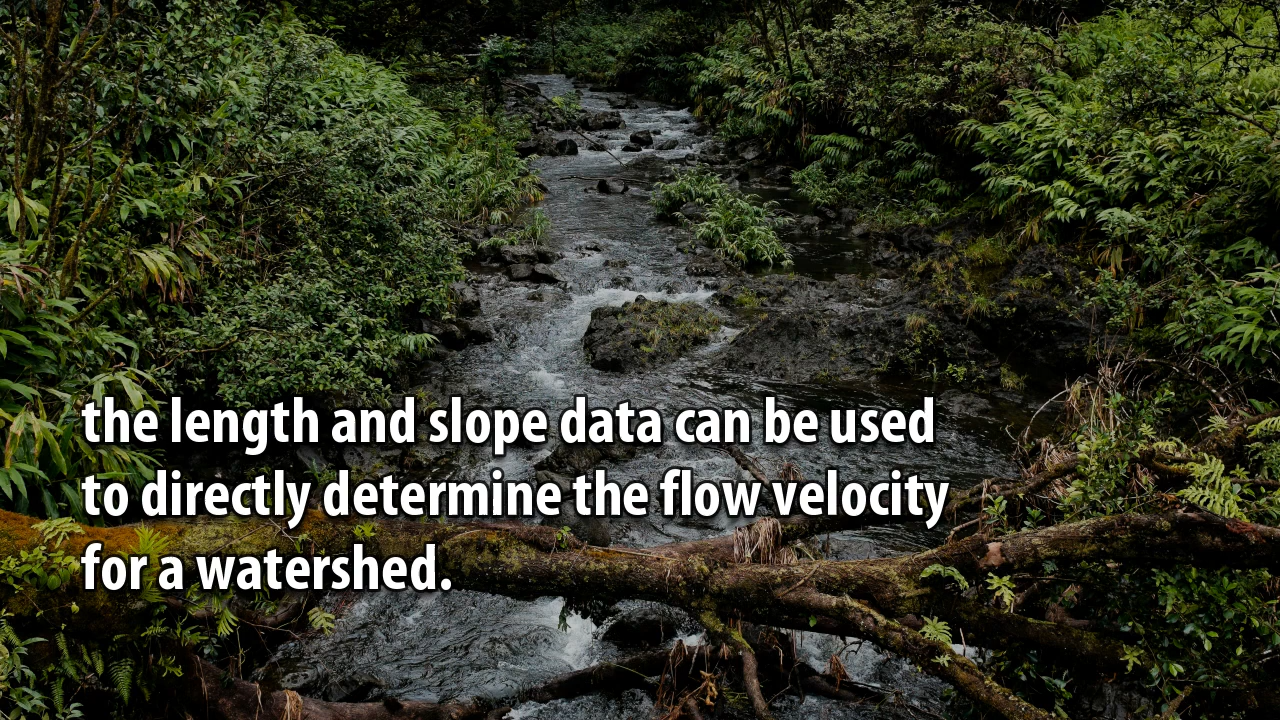 the length and slope data can be used
to directly determine the flow velocity
for a watershed.